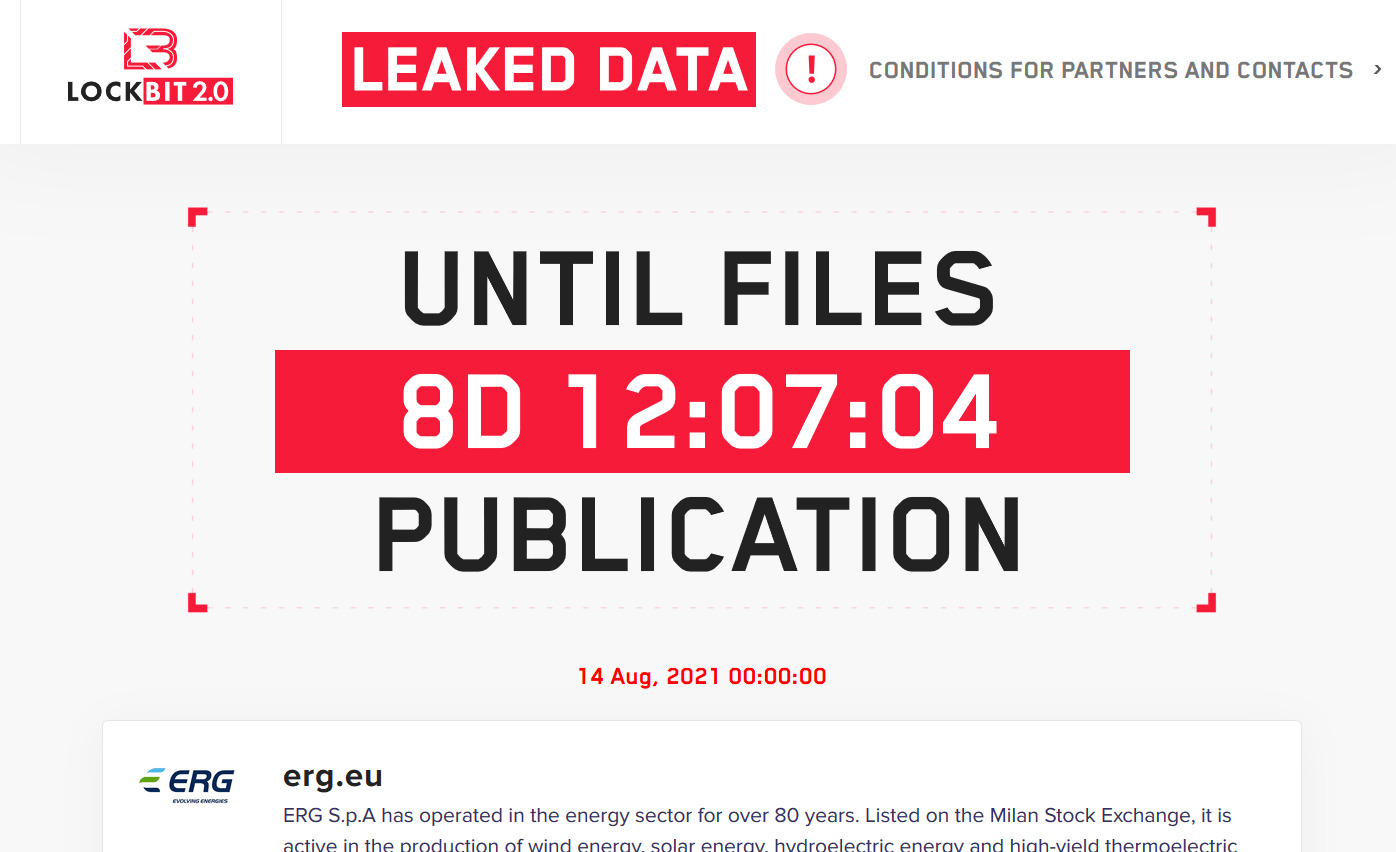 LOCKBIT 2.0
LEAKED DATA
!
CONDITIONS FOR PARTNERS AND CONTACTS >
UNTIL FILES
8D 12:07:04
PUBLICATION
14 Aug, 2021 00:00:00
ERG
EVOLVING ENERGIES
erg.eu
ERG S.p.A has operated in the energy sector for over 80 years. Listed on the Milan Stock Exchange, it is
active in the production of wind energy, solar energy, hydroelectric energy and high-yield thermoelectric